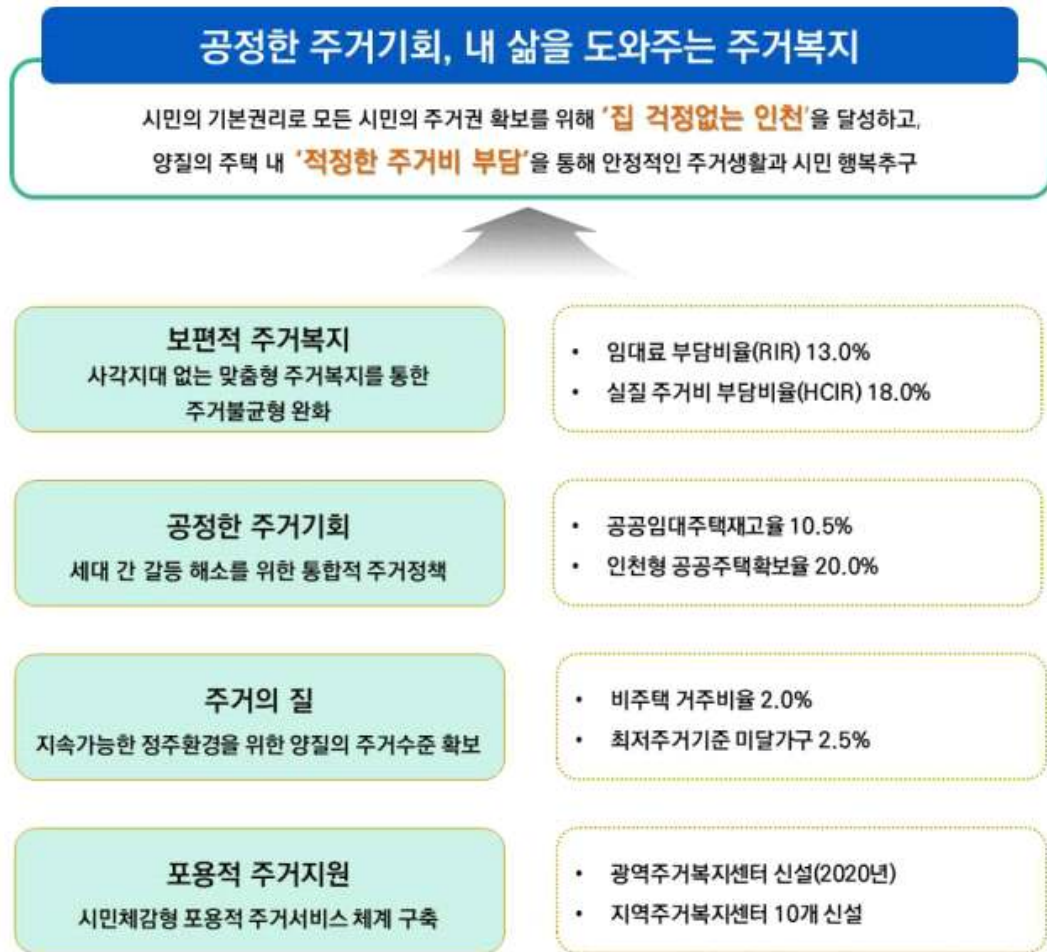 공정한 주거기회, 내 삶을 도와주는 주거복지
시민의 기본권리로 모든 시민의 주거권 확보를 위해 '집 걱정없는 인천'을 달성하고,
양질의 주택 내 '적정한 주거비 부담'을 통해 안정적인 주거생활과 시민 행복추구
보편적 주거복지
사각지대 없는 맞춤형 주거복지를 통한
주거불균형 완화
• 임대료 부담비율(RIR) 13.0%
• 실질 주거비 부담비율(HCIR) 18.0%
공정한 주거기회
세대 간 갈등 해소를 위한 통합적 주거정책
• 공공임대주택재고율 10.5%
• 인천형 공공주택확보율 20.0%
주거의 질
지속가능한 정주환경을 위한 양질의 주거수준 확보
• 비주택 거주비율 2.0%
• 최저주거기준 미달가구 2.5%
포용적 주거지원
시민체감형 포용적 주거서비스 체계 구축
• 광역주거복지센터 신설(2020년)
• 지역주거복지센터 10개 신설